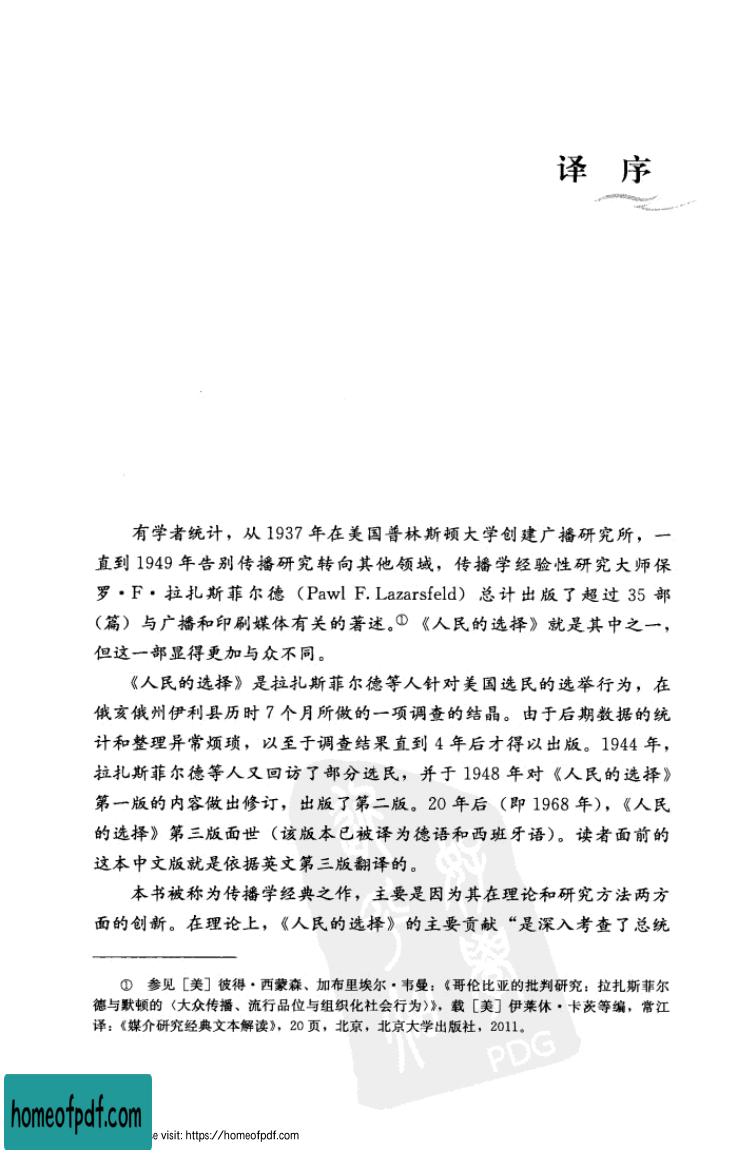 译 序
有学者统计，从 1937 年在美国普林斯顿大学创建广播研究所，一
直到 1949 年告别传播研究转向其他领域，传播学经验性研究大师保
罗·F·拉扎斯菲尔德（Pawl F. Lazarsfeld）总计出版了超过 35 部
（篇）与广播和印刷媒体有关的著述。①《人民的选择》就是其中之一，
但这一部显得更加与众不同。
《人民的选择》是拉扎斯菲尔德等人针对美国选民的选举行为，在
俄亥俄州伊利县历时 7 个月所做的一项调查的结晶。由于后期数据的统
计和整理异常烦琐，以至于调查结果直到 4 年后才得以出版。1944 年，
拉扎斯菲尔德等人又回访了部分选民，并于 1948 年对《人民的选择》
第一版的内容做出修订，出版了第二版。20 年后（即 1968 年），《人民
的选择》第三版面世（该版本已被译为德语和西班牙语）。读者面前的
这本中文版就是依据英文第三版翻译的。
本书被称为传播学经典之作，主要是因为其在理论和研究方法两方
面的创新。在理论上，《人民的选择》的主要贡献“是深入考查了总统
① 参见［美］彼得·西蒙森、加布里埃尔·韦曼：《哥伦比亚的批判研究：拉扎斯菲尔
德与默顿的〈大众传播、流行品位与组织化社会行为〉》，载［美］伊莱休·卡茨等编，常江
译：《媒介研究经典文本解读》，20 页，北京，北京大学出版社，2011。
PDG
homeofpdf.com
se visit: https://homeofpdf.com